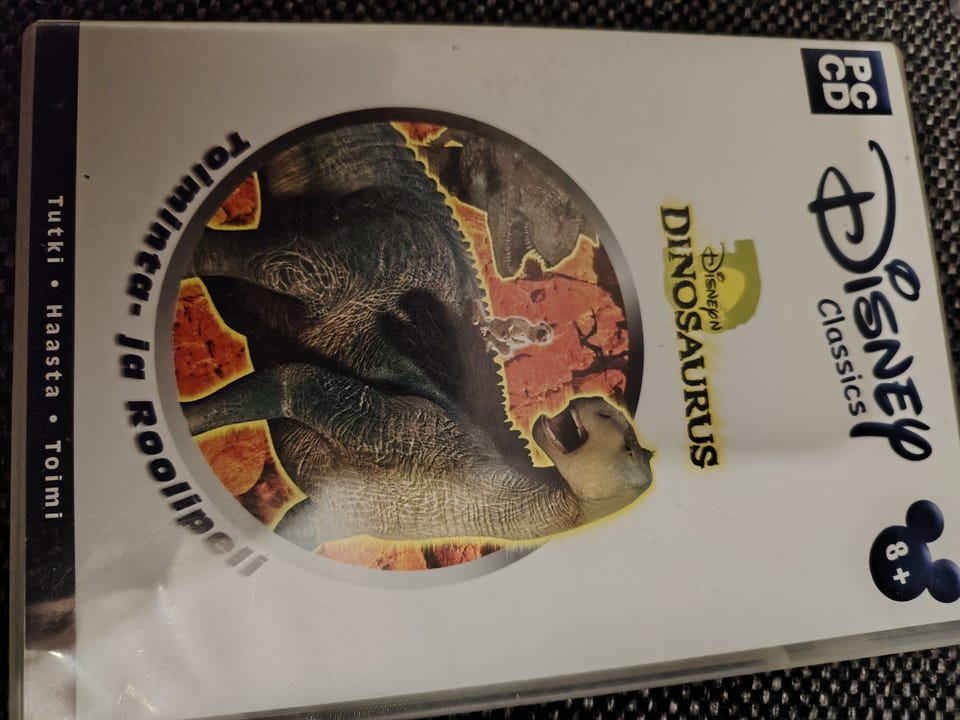 PC
CD
Disney
Classics
8+
Disneyn
DINOSAURUS
Toiminta- ja Roolipeli
Tutki • Haasta • Toimi